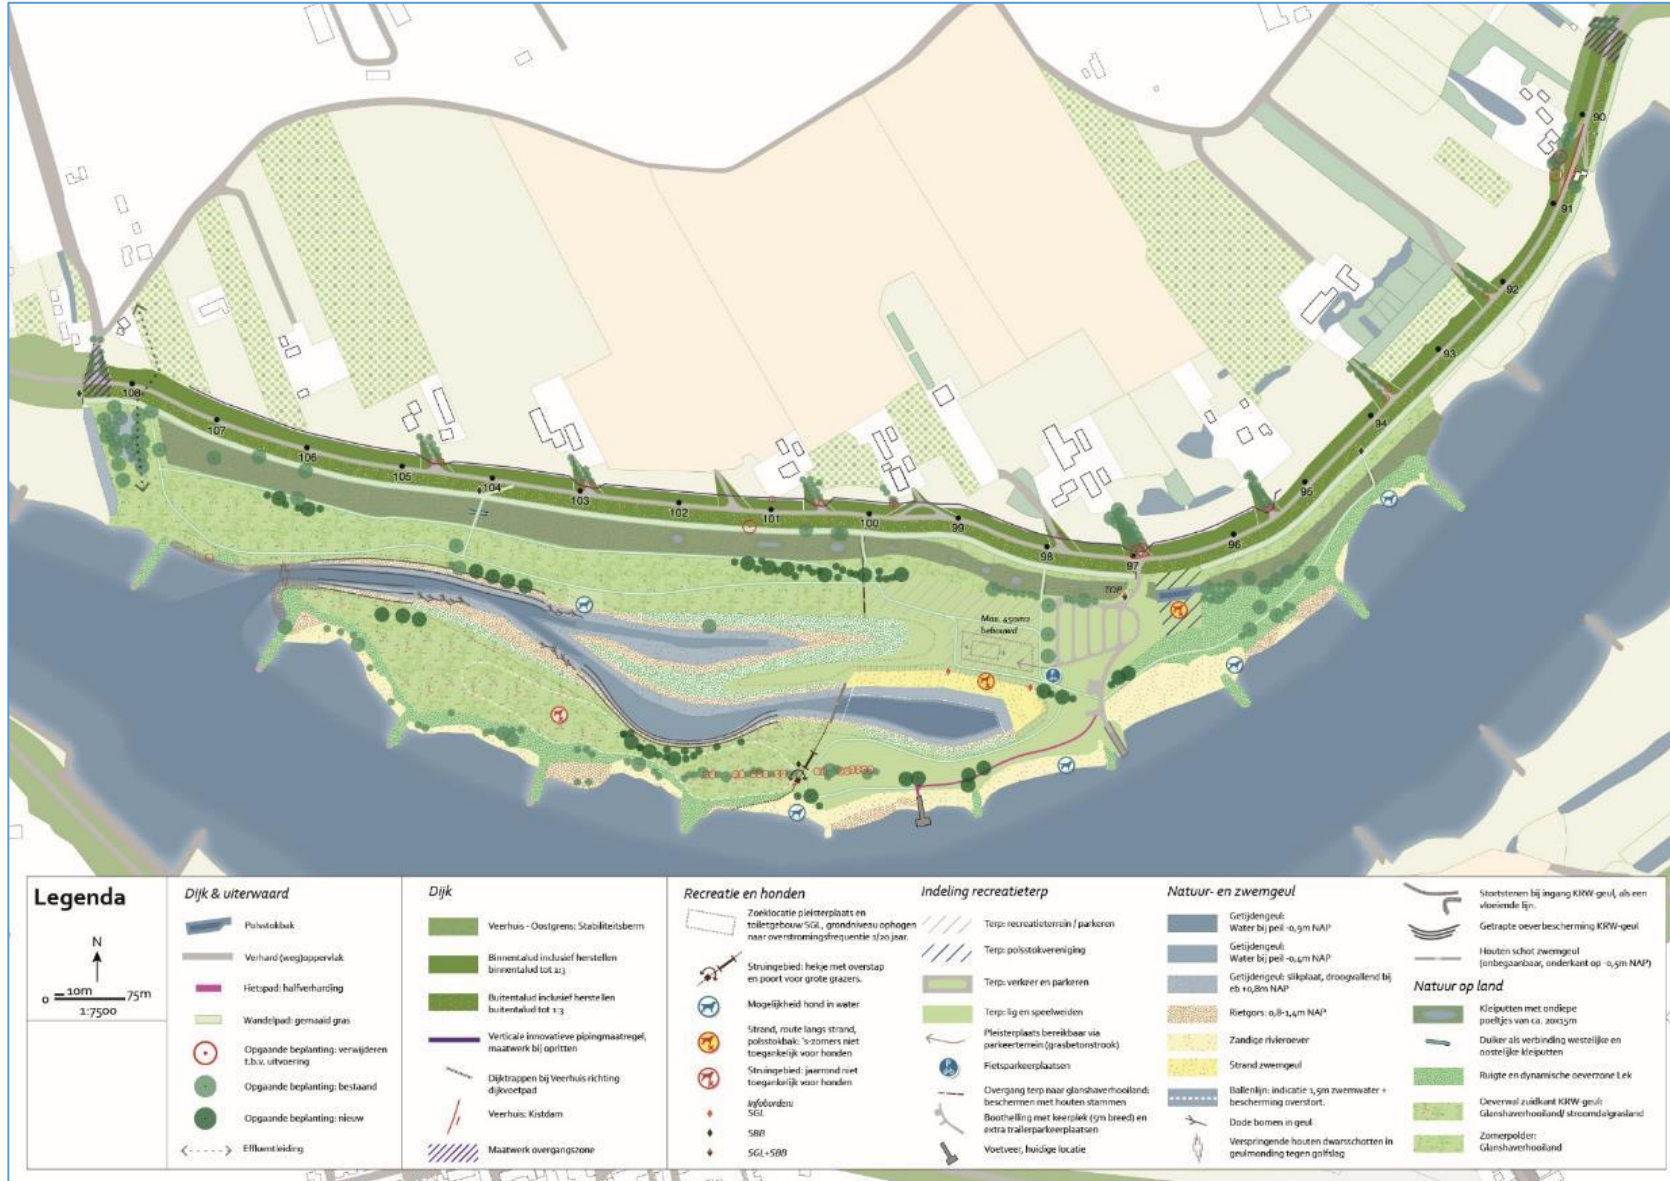 90
91
92
93
94
95
96
97
98
99
100
101
102
103
104
105
106
107
108
TOP
Max. 450m2
bebouwd
Legenda
N
0 10m 75m
1:7500
Dijk & uiterwaard
Polsstokbak
Verhard (weg)oppervlak
Fietspad: halfverharding
Wandelpad: gemaaid gras
Opgaande beplanting: verwijderen
t.b.v. uitvoering
Opgaande beplanting: bestaand
Opgaande beplanting: nieuw
Effluentleiding
Dijk
Veerhuis - Oostgrens: Stabiliteitsberm
Binnentalud inclusief herstellen
binnentalud tot 1:3
Buitentalud inclusief herstellen
buitentalud tot 1:3
Verticale innovatieve pipingmaatregel,
maatwerk bij opritten
Dijktrappen bij Veerhuis richting
dijkvoetpad
Veerhuis: Kistdam
Maatwerk overgangszone
Recreatie en honden
Zoeklocatie pleisterplaats en
toiletgebouw SGL, grondniveau ophogen
naar overstromingsfrequentie 1/20 jaar.
Struingebied: hekje met overstap
en poort voor grote grazers.
Mogelijkheid hond in water
Strand, route langs strand,
polsstokbak: 's-zomers niet
toegankelijk voor honden
Struingebied: jaarrond niet
toegankelijk voor honden
Infoborden:
SGL
SBB
SGL+SBB
Indeling recreatieterp
Terp: recreatieterrein / parkeren
Terp: polsstokvereniging
Terp: verkeer en parkeren
Terp: lig en speelweiden
Pleisterplaats bereikbaar via
parkeerterrein (grasbetonstrook)
Fietsparkeerplaatsen
Overgang terp naar glanshaverhooiland:
beschermen met houten stammen
Boothelling met keerplek (5m breed) en
extra trailerparkeerplaatsen
Voetveer, huidige locatie
Natuur- en zwemgeul
Getijdengeul:
Water bij peil -0,9m NAP
Getijdengeul:
Water bij peil -0,4m NAP
Getijdengeul: slikplaat, droogvallend bij
eb +0,8m NAP
Rietgors: 0,8-1,4m NAP
Zandige rivieroever
Strand zwemgeul
Ballenlijn: indicatie 1,5m zwemwater +
bescherming overstort.
Dode bomen in geul
Verspringende houten dwarsschotten in
geulmonding tegen golfslag
Stortstenen bij ingang KRW-geul, als een
vloeiende lijn.
Getrapte oeverbescherming KRW-geul
Houten schot zwemgeul
(onbegaanbaar, onderkant op -0,5m NAP)
Natuur op land
Kleiputten met ondiepe
poeltjes van ca. 20x15m
Duiker als verbinding westelijke en
oostelijke kleiputten
Ruigte en dynamische oeverzone Lek
Oeverwal zuidkant KRW-geul:
Glanshaverhooiland/ stroomdalgrasland
Zomerpolder:
Glanshaverhooiland